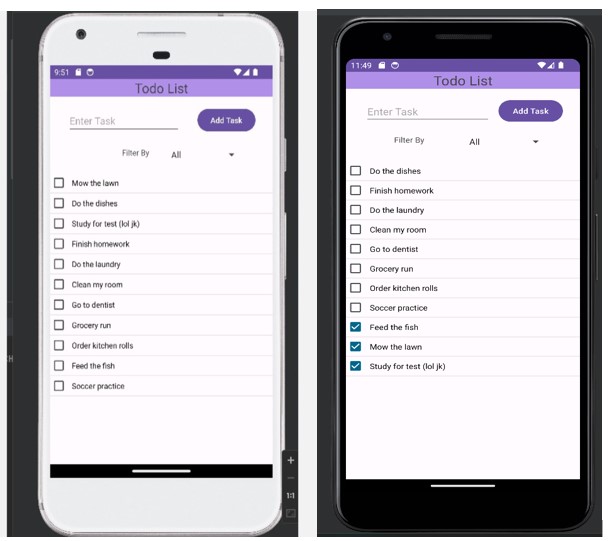 9:51
Todo List
Enter Task
Add Task
Filter By All
Mow the lawn
Do the dishes
Study for test (lol jk)
Finish homework
Do the laundry
Clean my room
Go to dentist
Grocery run
Order kitchen rolls
Feed the fish
Soccer practice
H
+
1:1
11:49
Todo List
Enter Task
Add Task
Filter By All
Do the dishes
Finish homework
Do the laundry
Clean my room
Go to dentist
Grocery run
Order kitchen rolls
Soccer practice
Feed the fish
Mow the lawn
Study for test (lol jk)